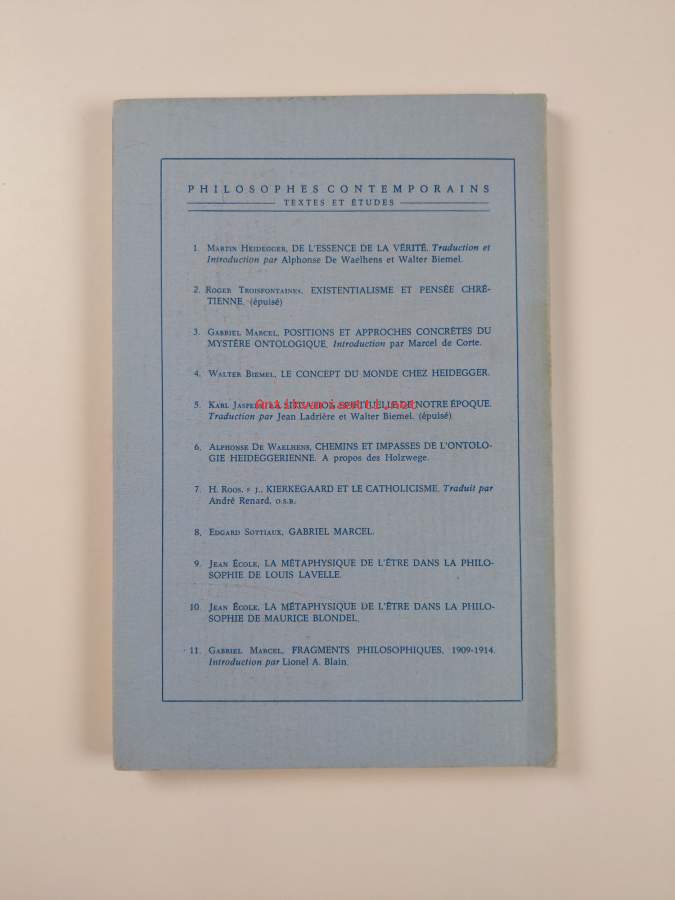 PHILOSOPHES CONTEMPORAINS
TEXTES ET ÉTUDES
1. MARTIN HEIDEGGER, DE L'ESSENCE DE LA VÉRITÉ. Traduction et
Introduction par Alphonse De Waelhens et Walter Biemel.
2. ROGER TROISFONTAINES, EXISTENTIALISME ET PENSÉE CHRÉ-
TIENNE. (épuisé)
3. GABRIEL MARCEL, POSITIONS ET APPROCHES CONCRÈTES DU
MYSTÈRE ONTOLOGIQUE. Introduction par Marcel de Corte.
4. WALTER BIEMEL, LE CONCEPT DU MONDE CHEZ HEIDEGGER.
5. KARL JASPERS, LA SITUATION SPIRITUELLE DE NOTRE ÉPOQUE.
Antikvariaatti.net
Traduction par Jean Ladrière et Walter Biemel. (épuisé)
6. ALPHONSE DE WAELHENS, CHEMINS ET IMPASSES DE L'ONTOLO-
GIE HEIDEGGERIENNE. A propos des Holzwege.
7. H. ROOS, s. j., KIERKEGAARD ET LE CATHOLICISME. Traduit par
André Renard, O.S.B.
8. EDGARD SOTTIAUX, GABRIEL MARCEL.
9. JEAN ÉCOLE, LA MÉTAPHYSIQUE DE L'ÊTRE DANS LA PHILO-
SOPHIE DE LOUIS LAVELLE.
10. JEAN ÉCOLE, LA MÉTAPHYSIQUE DE L'ÊTRE DANS LA PHILO-
SOPHIE DE MAURICE BLONDEL.
11. GABRIEL MARCEL, FRAGMENTS PHILOSOPHIQUES, 1909-1914.
Introduction par Lionel A. Blain.